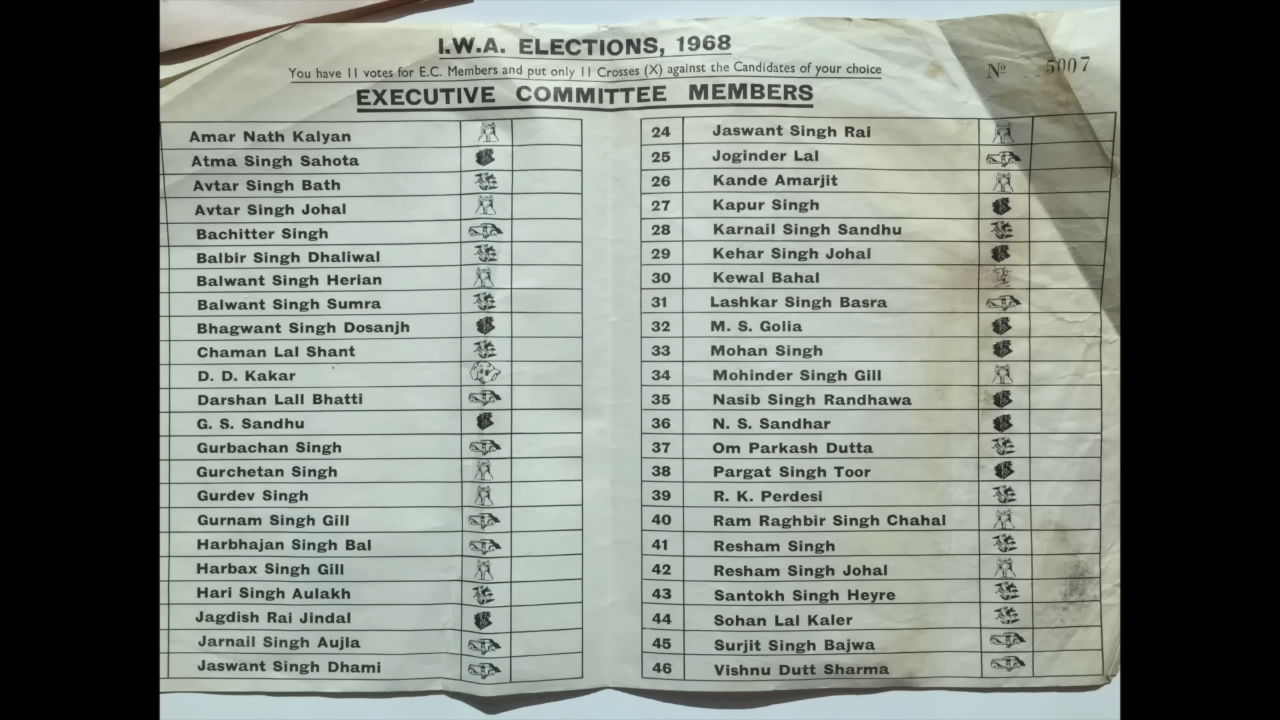 I.W.A. ELECTIONS, 1968
You have 11 votes for E.C. Members and put only 11 Crosses (X) against the Candidates of your choice
Nº 5007
EXECUTIVE COMMITTEE MEMBERS
Amar Nath Kalyan
Atma Singh Sahota
Avtar Singh Bath
Avtar Singh Johal
Bachitter Singh
Balbir Singh Dhaliwal
Balwant Singh Herian
Balwant Singh Sumra
Bhagwant Singh Dosanjh
Chaman Lal Shant
D. D. Kakar
Darshan Lall Bhatti
G. S. Sandhu
Gurbachan Singh
Gurchetan Singh
Gurdev Singh
Gurnam Singh Gill
Harbhajan Singh Bal
Harbax Singh Gill
Hari Singh Aulakh
Jagdish Rai Jindal
Jarnail Singh Aujla
Jaswant Singh Dhami
24 Jaswant Singh Rai
25 Joginder Lal
26 Kande Amarjit
27 Kapur Singh
28 Karnail Singh Sandhu
29 Kehar Singh Johal
30 Kewal Bahal
31 Lashkar Singh Basra
32 M. S. Golia
33 Mohan Singh
34 Mohinder Singh Gill
35 Nasib Singh Randhawa
36 N. S. Sandhar
37 Om Parkash Dutta
38 Pargat Singh Toor
39 R. K. Perdesi
40 Ram Raghbir Singh Chahal
41 Resham Singh
42 Resham Singh Johal
43 Santokh Singh Heyre
44 Sohan Lal Kaler
45 Surjit Singh Bajwa
46 Vishnu Dutt Sharma